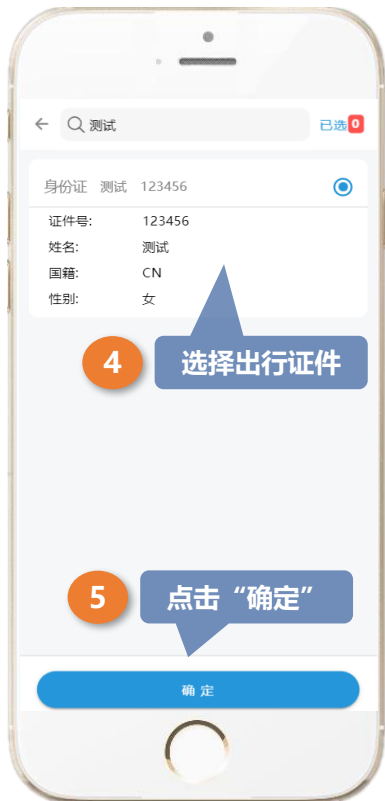 测试 已选 0
身份证 测试 123456
证件号: 123456
姓名: 测试
国籍: CN
性别: 女
4 选择出行证件
5 点击“确定”
确定